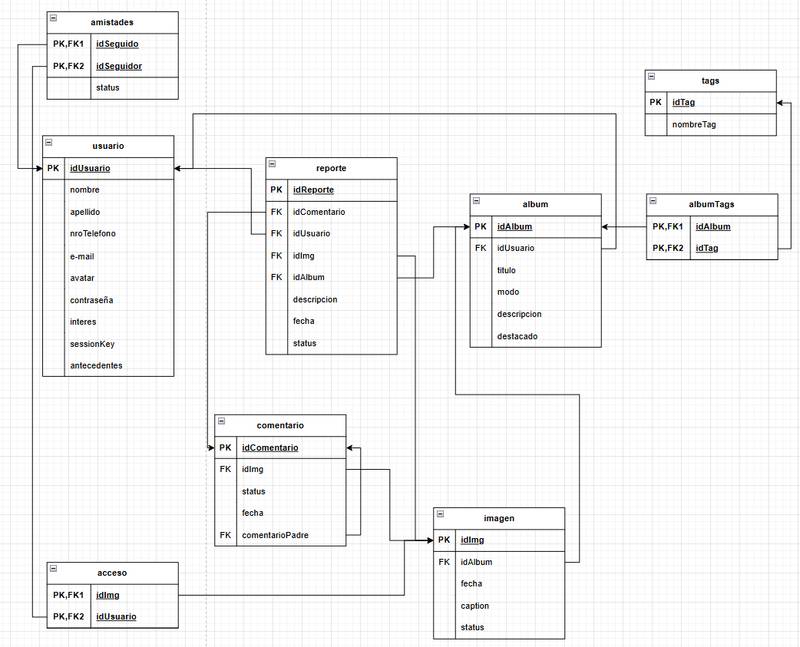 amistades
PK,FK1 idSeguido
PK,FK2 idSeguidor
status
tags
PK idTag
nombreTag
usuario
PK idUsuario
nombre
apellido
nroTelefono
e-mail
avatar
contraseña
interes
sessionKey
antecedentes
reporte
PK idReporte
FK idComentario
FK idUsuario
FK idImg
FK idAlbum
descripcion
fecha
status
album
PK idAlbum
FK idUsuario
titulo
modo
descripcion
destacado
albumTags
PK,FK1 idAlbum
PK,FK2 idTag
comentario
PK idComentario
FK idImg
status
fecha
FK comentarioPadre
imagen
PK idImg
FK idAlbum
fecha
caption
status
acceso
PK,FK1 idImg
PK,FK2 idUsuario